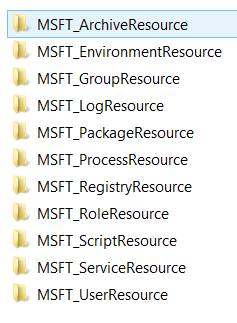 MSFT_ArchiveResource
MSFT_EnvironmentResource
MSFT_GroupResource
MSFT_LogResource
MSFT_PackageResource
MSFT_ProcessResource
MSFT_RegistryResource
MSFT_RoleResource
MSFT_ScriptResource
MSFT_ServiceResource
MSFT_UserResource